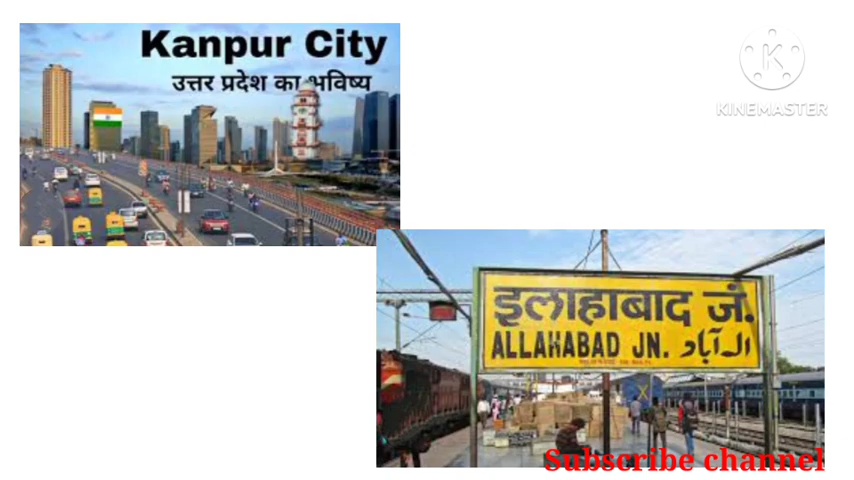 Kanpur City
उत्तर प्रदेश का भविष्य
KINEMASTER
इलाहाबाद जं.
ALLAHABAD JN. الہ آباد
Subscribe channel